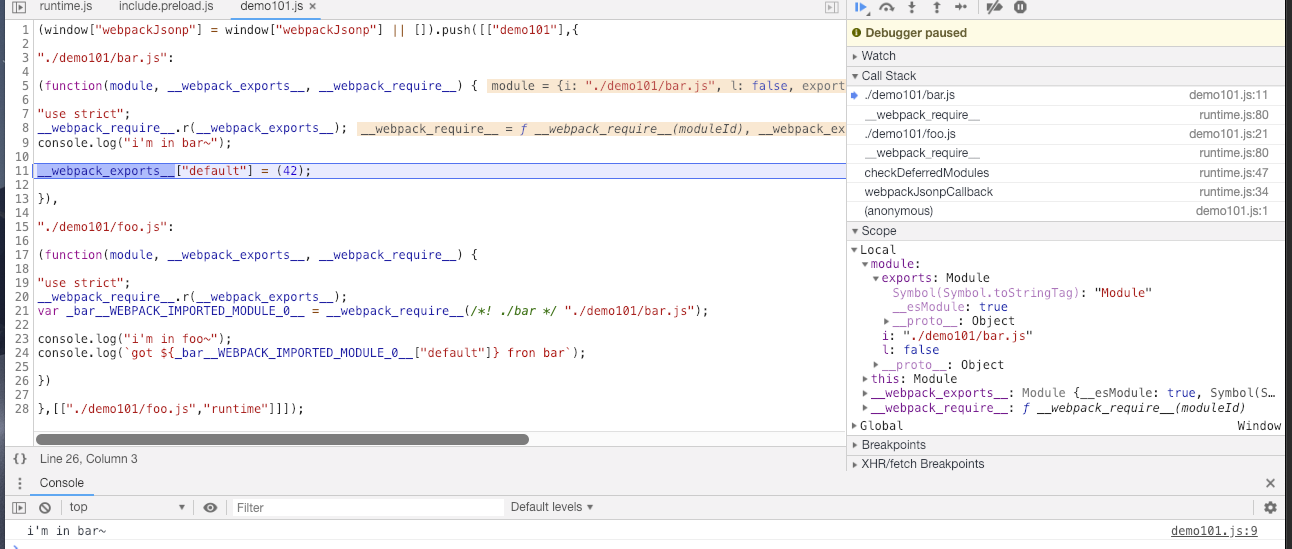 runtime.js include.preload.js demo101.js ×
1 (window["webpackJsonp"] = window["webpackJsonp"] || []).push([["demo101"],{
2
3 "./demo101/bar.js":
4
5 (function(module, __webpack_exports__, __webpack_require__) { module = {i: "./demo101/bar.js", l: false, export
6
7 "use strict";
8 __webpack_require__.r(__webpack_exports__); __webpack_require__ = ƒ __webpack_require__(moduleId), __webpack_ex
9 console.log("i'm in bar~");
10
11 __webpack_exports__["default"] = (42);
12
13 }),
14
15 "./demo101/foo.js":
16
17 (function(module, __webpack_exports__, __webpack_require__) {
18
19 "use strict";
20 __webpack_require__.r(__webpack_exports__);
21 var _bar__WEBPACK_IMPORTED_MODULE_0__ = __webpack_require__(/*! ./bar */ "./demo101/bar.js");
22
23 console.log("i'm in foo~");
24 console.log(`got ${_bar__WEBPACK_IMPORTED_MODULE_0__["default"]} fron bar`);
25
26 })
27
28 },[["./demo101/foo.js","runtime"]]]);
{} Line 26, Column 3
Debugger paused
Watch
Call Stack
./demo101/bar.js demo101.js:11
__webpack_require__ runtime.js:80
./demo101/foo.js demo101.js:21
__webpack_require__ runtime.js:80
checkDeferredModules runtime.js:47
webpackJsonpCallback runtime.js:34
(anonymous) demo101.js:1
Scope
Local
module:
exports: Module
Symbol(Symbol.toStringTag): "Module"
__esModule: true
__proto__: Object
i: "./demo101/bar.js"
l: false
__proto__: Object
this: Module
__webpack_exports__: Module {__esModule: true, Symbol(S…
__webpack_require__: ƒ __webpack_require__(moduleId)
Global Window
Breakpoints
XHR/fetch Breakpoints
Console ×
top Filter Default levels
i'm in bar~ demo101.js:9